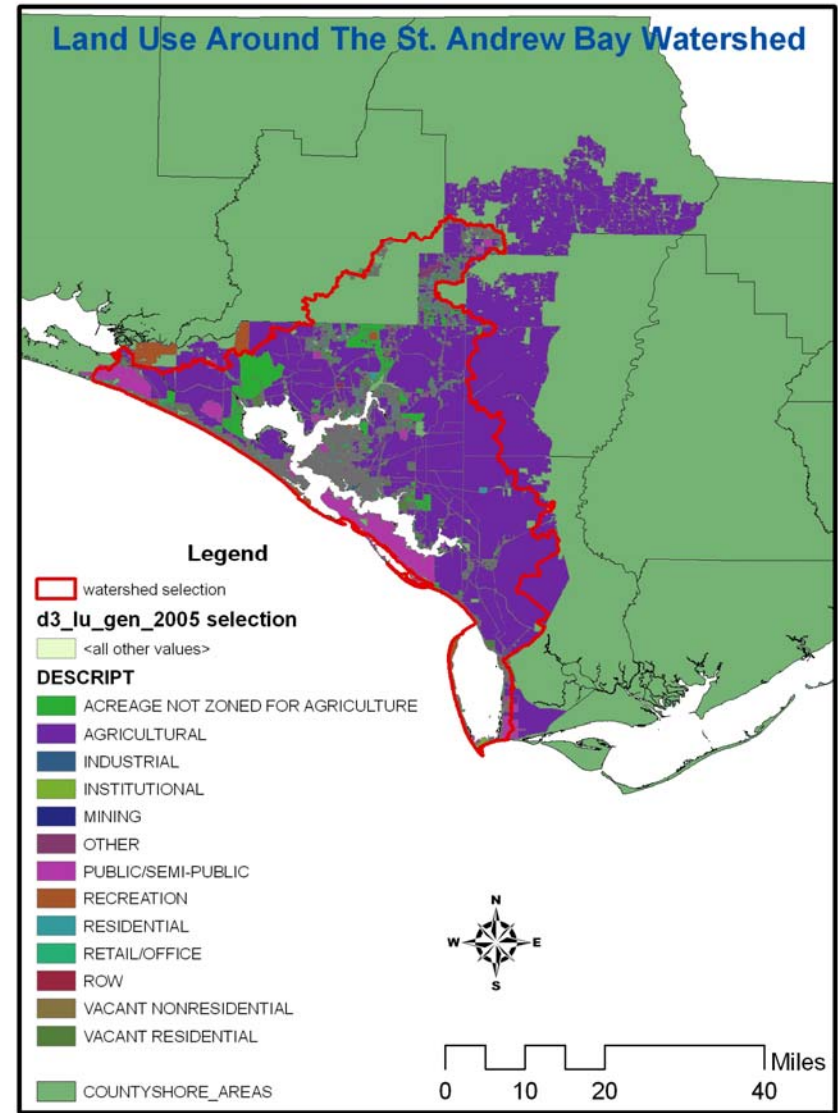 Land Use Around The St. Andrew Bay Watershed
Legend
watershed selection
d3_lu_gen_2005 selection
<all other values>
DESCRIPT
ACREAGE NOT ZONED FOR AGRICULTURE
AGRICULTURAL
INDUSTRIAL
INSTITUTIONAL
MINING
OTHER
PUBLIC/SEMI-PUBLIC
RECREATION
RESIDENTIAL
RETAIL/OFFICE
ROW
VACANT NONRESIDENTIAL
VACANT RESIDENTIAL
COUNTYSHORE_AREAS
N
W E
S
Miles
0 10 20 40